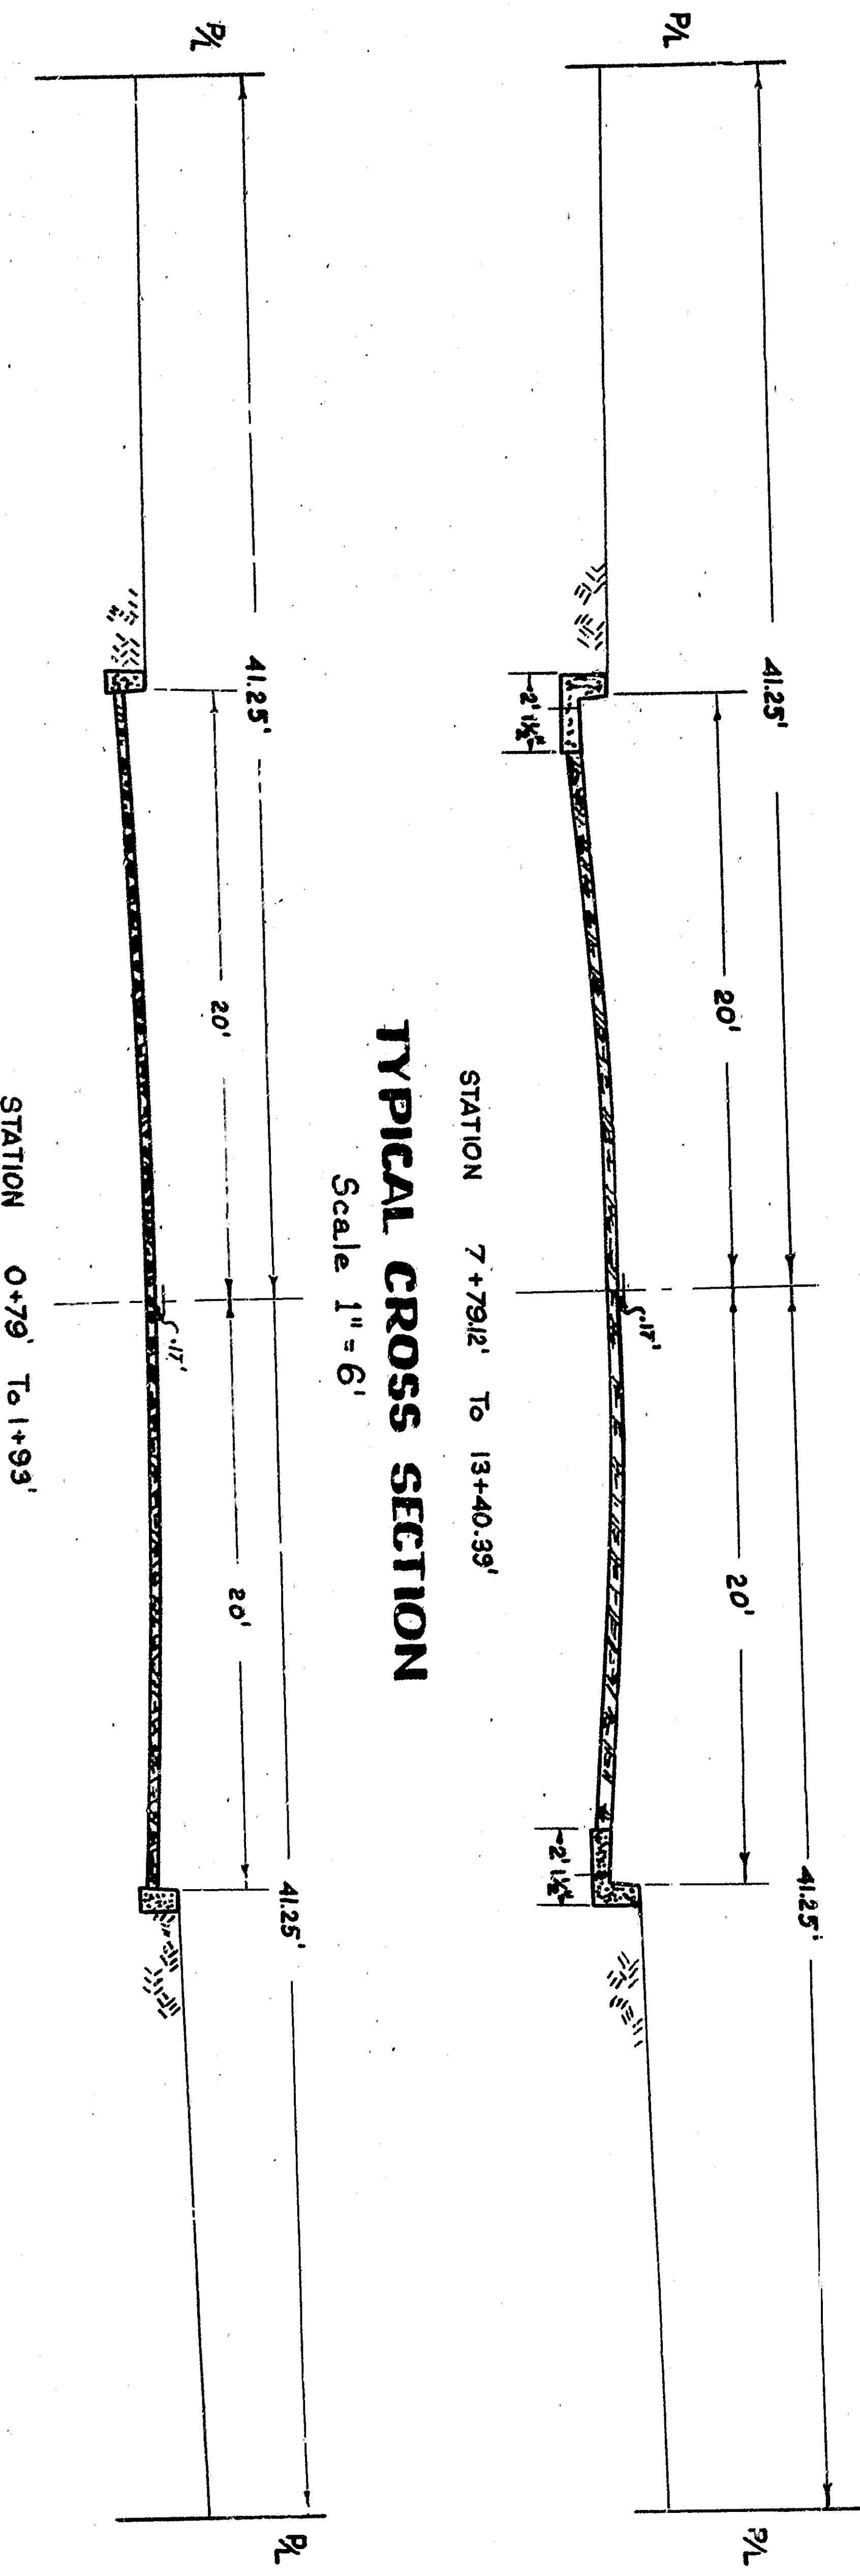 P/L
41.25'
41.25'
P/L
20'
20'
.17'
2' 1½"
2' 1½"
STATION 7+79.12' To 13+40.39'
TYPICAL CROSS SECTION
Scale 1" = 6'
P/L
41.25'
41.25'
P/L
20'
20'
.17'
STATION 0+79' To 1+93'